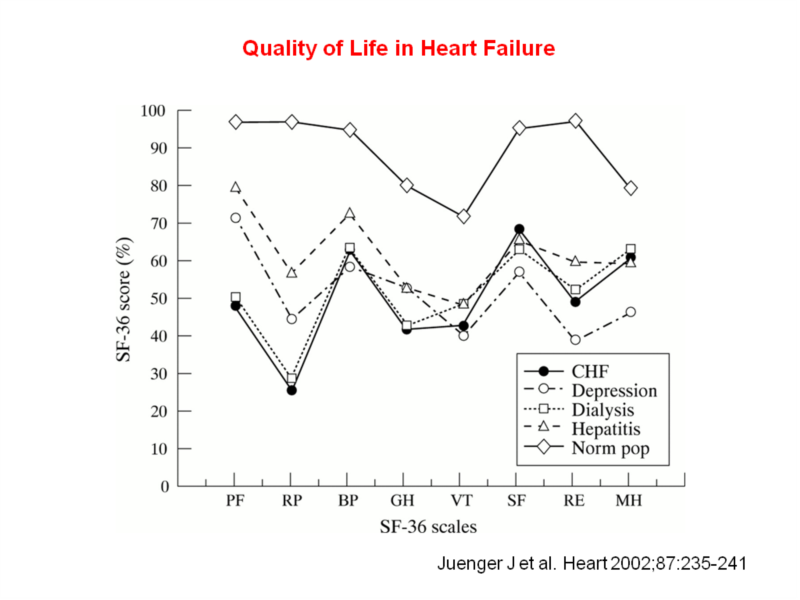 Quality of Life in Heart Failure
100
90
80
70
60
50
40
30
20
10
0
SF-36 score (%)
PF RP BP GH VT SF RE MH
SF-36 scales
CHF
Depression
Dialysis
Hepatitis
Norm pop
Juenger J et al. Heart 2002;87:235-241